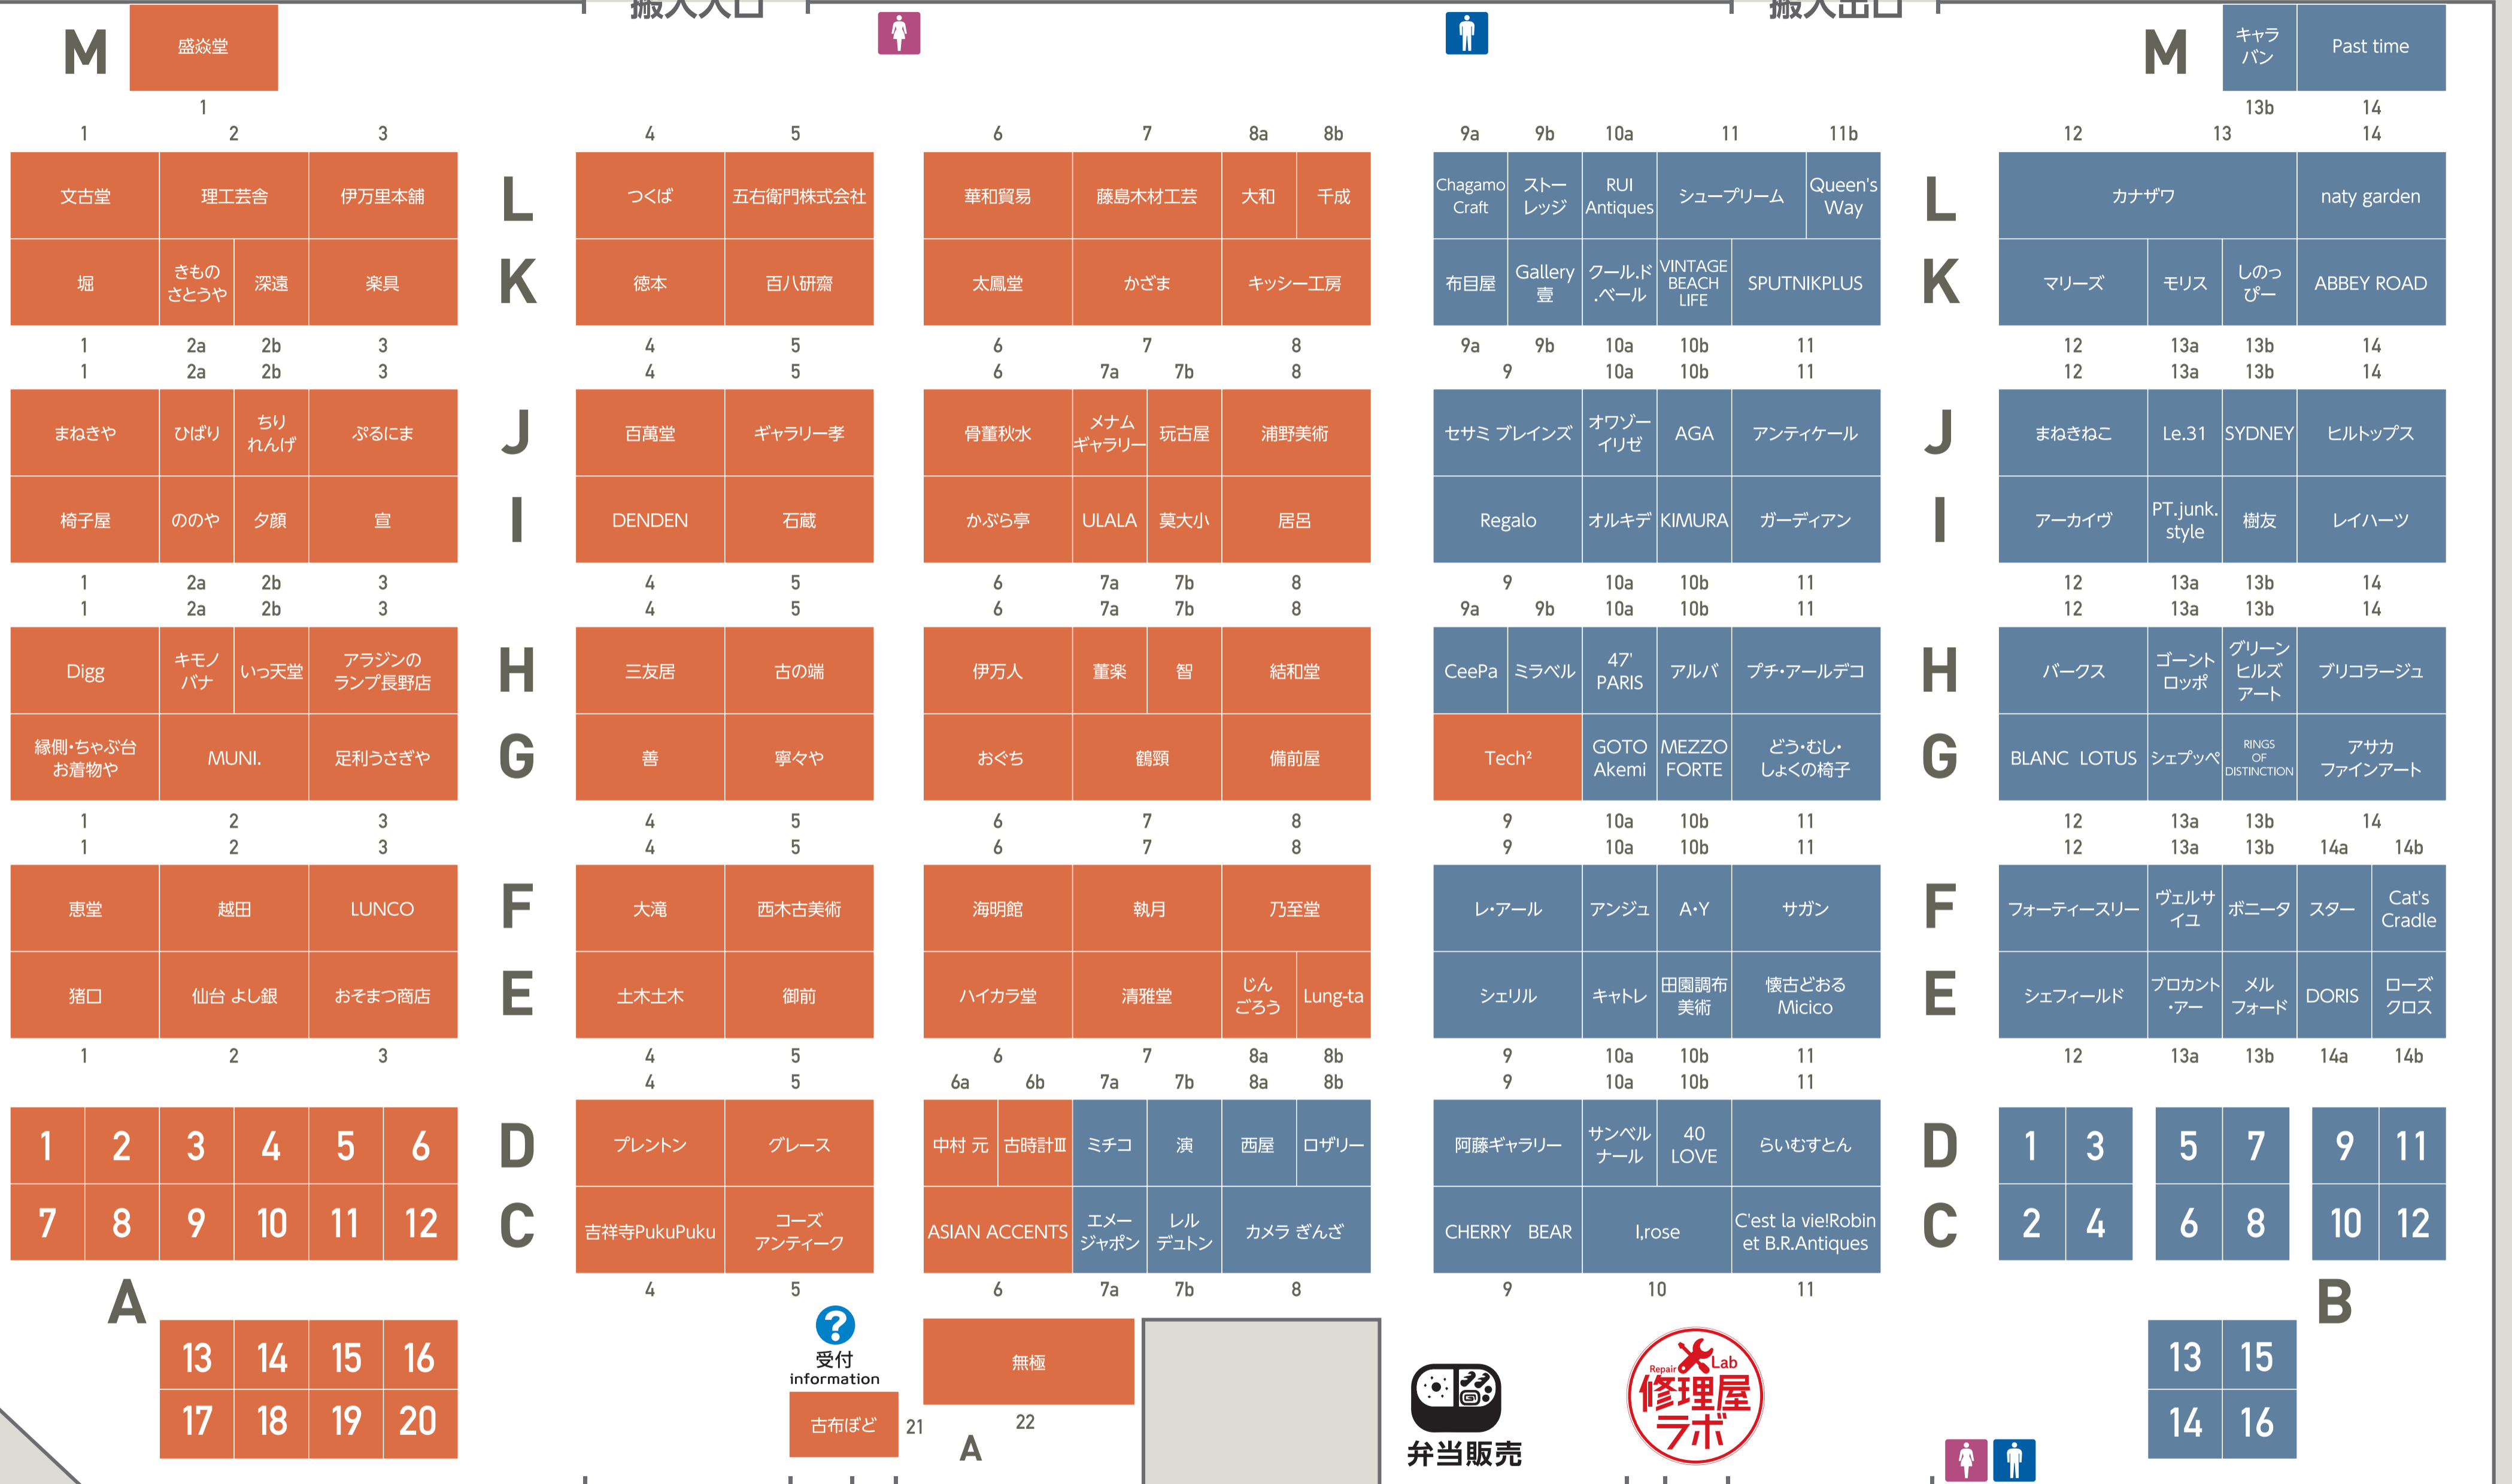 搬入入口
搬入出口
M
盛焱堂
M
キャラ
バン
Past time
1
13b
14
1
2
3
4
5
6
7
8a
8b
9a
9b
10a
11
11b
12
13
14
文古堂
理工芸舎
伊万里本舗
L
つくば
五右衛門株式会社
華和貿易
藤島木材工芸
大和
千成
Chagamo
Craft
ストー
レッジ
RUI
Antiques
シュープリーム
Queen's
Way
L
カナザワ
naty garden
堀
きもの
さとうや
深遠
楽具
K
徳本
百八研齋
太鳳堂
かざま
キッシー工房
布目屋
Gallery
壹
クール.ド
.ベール
VINTAGE
BEACH
LIFE
SPUTNIKPLUS
K
マリーズ
モリス
しのっ
ぴー
ABBEY ROAD
1
2a
2b
3
4
5
6
7
8
9a
9b
10a
10b
11
12
13a
13b
14
1
2a
2b
3
4
5
6
7a
7b
8
9
10a
10b
11
12
13a
13b
14
まねきや
ひばり
ちり
れんげ
ぷるにま
J
百萬堂
ギャラリー孝
骨董秋水
メナム
ギャラリー
玩古屋
浦野美術
セサミ ブレインズ
オワゾー
イリゼ
AGA
アンティケール
J
まねきねこ
Le.31
SYDNEY
ヒルトップス
椅子屋
ののや
夕顔
宣
I
DENDEN
石蔵
かぶら亭
ULALA
莫大小
居呂
Regalo
オルキデ
KIMURA
ガーディアン
I
アーカイヴ
PT.junk.
style
樹友
レイハーツ
1
2a
2b
3
4
5
6
7a
7b
8
9
10a
10b
11
12
13a
13b
14
1
2a
2b
3
4
5
6
7a
7b
8
9a
9b
10a
10b
11
12
13a
13b
14
Digg
キモノ
バナ
いっ天堂
アラジンの
ランプ長野店
H
三友居
古の端
伊万人
董楽
智
結和堂
CeePa
ミラベル
47'
PARIS
アルバ
プチ・アールデコ
H
バークス
ゴーント
ロッポ
グリーン
ヒルズ
アート
ブリコラージュ
縁側・ちゃぶ台
お着物や
MUNI.
足利うさぎや
G
善
寧々や
おぐち
鶴頸
備前屋
Tech²
GOTO
Akemi
MEZZO
FORTE
どう・むし・
しょくの椅子
G
BLANC LOTUS
シェプッペ
RINGS
OF
DISTINCTION
アサカ
ファインアート
1
2
3
4
5
6
7
8
9
10a
10b
11
12
13a
13b
14
1
2
3
4
5
6
7
8
9
10a
10b
11
12
13a
13b
14a
14b
恵堂
越田
LUNCO
F
大滝
西木古美術
海明館
執月
乃至堂
レ・アール
アンジュ
A・Y
サガン
F
フォーティースリー
ヴェルサ
イユ
ボニータ
スター
Cat's
Cradle
猪口
仙台 よし銀
おそまつ商店
E
土木土木
御前
ハイカラ堂
清雅堂
じん
ごろう
Lung-ta
シェリル
キャトレ
田園調布
美術
懐古どおる
Micico
E
シェフィールド
ブロカント
・アー
メル
フォード
DORIS
ローズ
クロス
1
2
3
4
5
6
7
8a
8b
9
10a
10b
11
12
13a
13b
14a
14b
4
5
6a
6b
7a
7b
8a
8b
9
10a
10b
11
1
2
3
4
5
6
D
プレントン
グレース
中村 元
古時計Ⅲ
ミチコ
演
西屋
ロザリー
阿藤ギャラリー
サンベル
ナール
40
LOVE
らいむすとん
D
1
3
5
7
9
11
7
8
9
10
11
12
C
吉祥寺PukuPuku
コーズ
アンティーク
ASIAN ACCENTS
エメー
ジャポン
レル
デュトン
カメラ ぎんざ
CHERRY BEAR
I,rose
C'est la vie!Robin
et B.R.Antiques
C
2
4
6
8
10
12
4
5
6
7a
7b
8
9
10
11
A
B
13
14
15
16
17
18
19
20
?
受付
information
古布ぼど
21
無極
22
A
弁当販売
Repair Lab
修理屋
ラボ
13
15
14
16